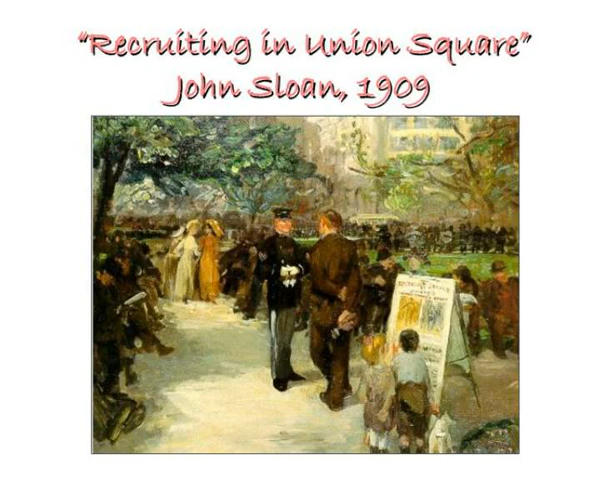 “Recruiting in Union Square”
John Sloan, 1909